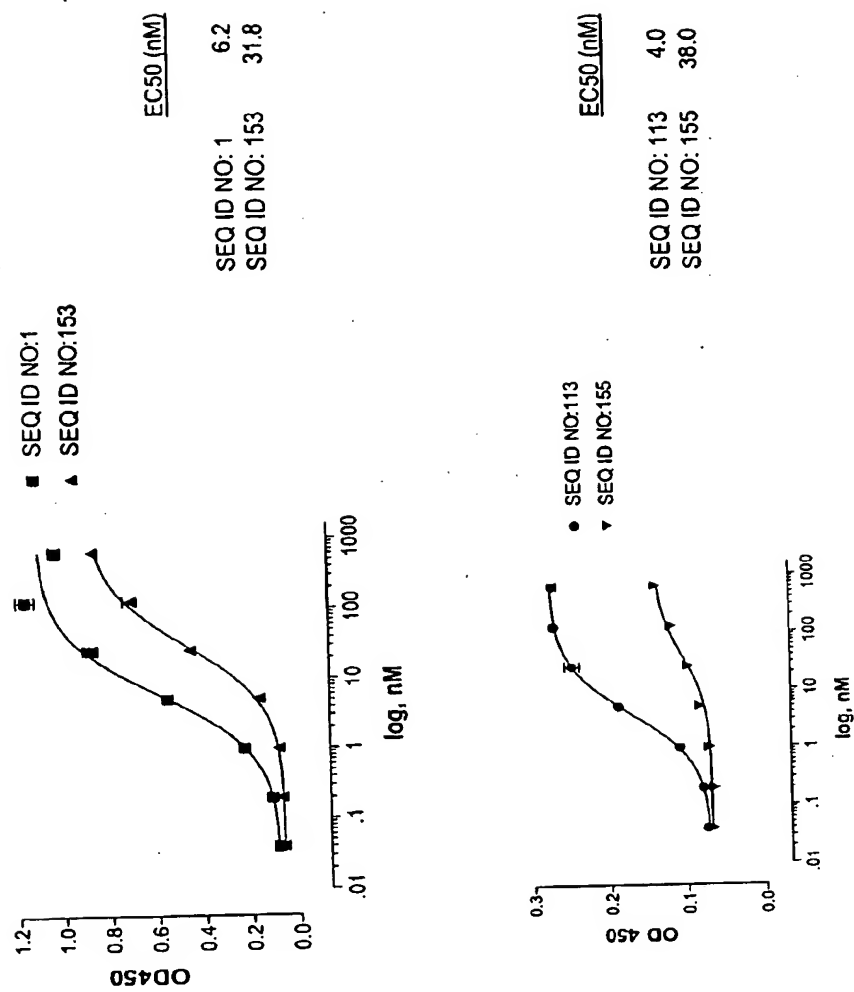 ■ SEQ ID NO:1
▲ SEQ ID NO:153
OD450
1.2
1.0
0.8
0.6
0.4
0.2
0.0
.01
.1
1
10
100
1000
log, nM
EC50 (nM)
SEQ ID NO: 1 6.2
SEQ ID NO: 153 31.8
● SEQ ID NO:113
▼ SEQ ID NO:155
OD 450
0.3
0.2
0.1
0.0
.01
.1
1
10
100
1000
log, nM
EC50 (nM)
SEQ ID NO: 113 4.0
SEQ ID NO: 155 38.0